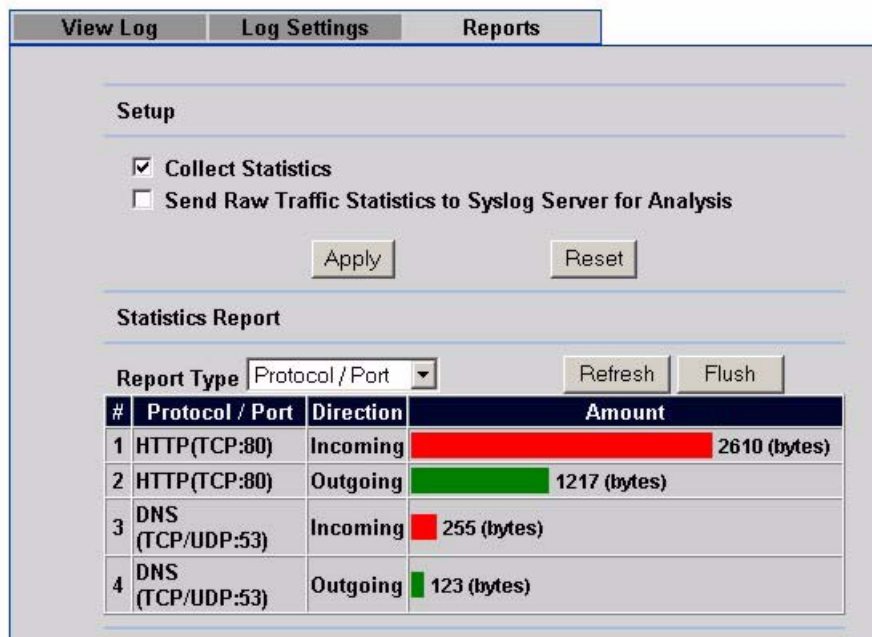 View Log Log Settings Reports
Setup
Collect Statistics
Send Raw Traffic Statistics to Syslog Server for Analysis
Apply Reset
Statistics Report
Report Type Protocol / Port Refresh Flush
# Protocol / Port Direction Amount
1 HTTP(TCP:80) Incoming 2610 (bytes)
2 HTTP(TCP:80) Outgoing 1217 (bytes)
3 DNS (TCP/UDP:53) Incoming 255 (bytes)
4 DNS (TCP/UDP:53) Outgoing 123 (bytes)